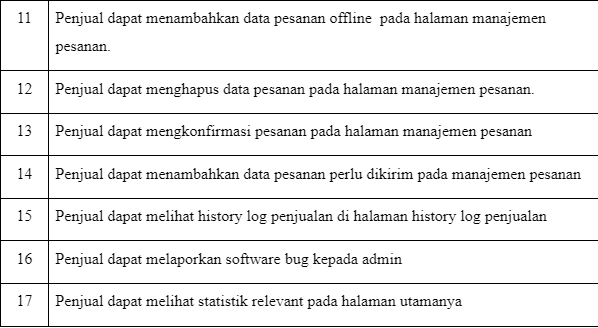 11 Penjual dapat menambahkan data pesanan offline pada halaman manajemen
pesanan.
12 Penjual dapat menghapus data pesanan pada halaman manajemen pesanan.
13 Penjual dapat mengkonfirmasi pesanan pada halaman manajemen pesanan
14 Penjual dapat menambahkan data pesanan perlu dikirim pada manajemen pesanan
15 Penjual dapat melihat history log penjualan di halaman history log penjualan
16 Penjual dapat melaporkan software bug kepada admin
17 Penjual dapat melihat statistik relevant pada halaman utamanya